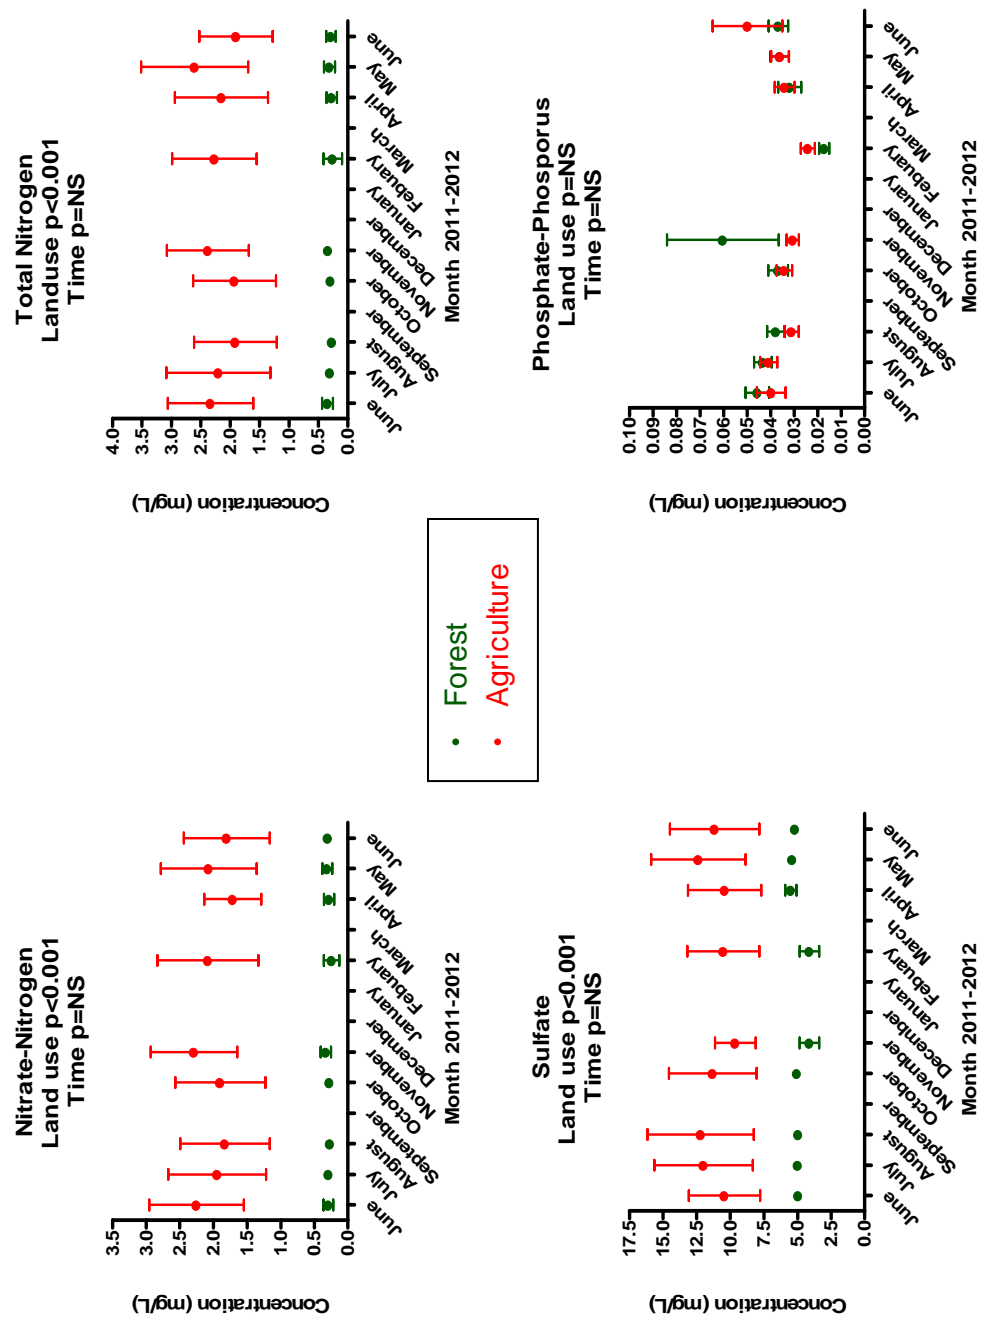 Nitrate-Nitrogen
Land use p<0.001
Time p=NS
Concentration (mg/L)
3.5
3.0
2.5
2.0
1.5
1.0
0.5
0.0
June
July
August
September
October
November
December
January
Febuary
March
April
May
June
Month 2011-2012
Total Nitrogen
Landuse p<0.001
Time p=NS
Concentration (mg/L)
4.0
3.5
3.0
2.5
2.0
1.5
1.0
0.5
0.0
June
July
August
September
October
November
December
January
Febuary
March
April
May
June
Month 2011-2012
Forest
Agriculture
Sulfate
Land use p<0.001
Time p=NS
Concentration (mg/L)
17.5
15.0
12.5
10.0
7.5
5.0
2.5
0.0
June
July
August
September
October
November
December
January
Febuary
March
April
May
June
Month 2011-2012
Phosphate-Phosporus
Land use p=NS
Time p=NS
Concentration (mg/L)
0.10
0.09
0.08
0.07
0.06
0.05
0.04
0.03
0.02
0.01
0.00
June
July
August
September
October
November
December
January
Febuary
March
April
May
June
Month 2011-2012